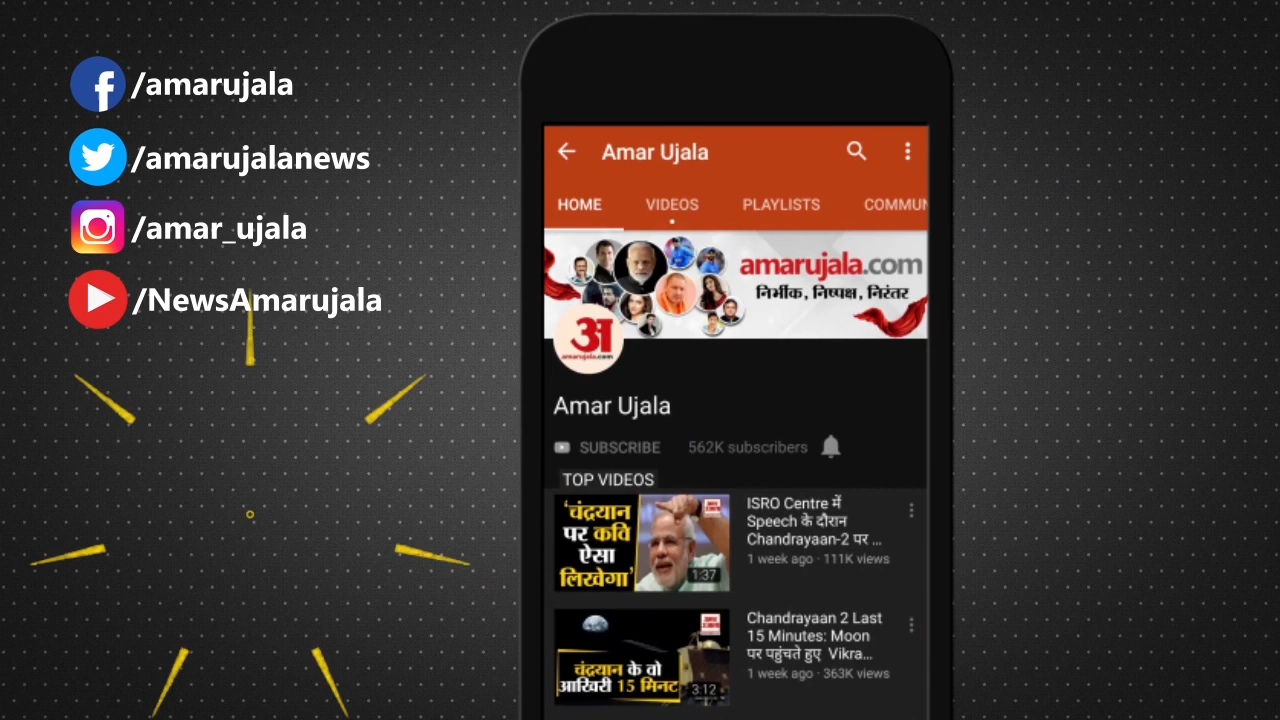 /amarujala
/amarujalanews
/amar_ujala
/NewsAmarujala
Amar Ujala
HOME VIDEOS PLAYLISTS COMMUN
amarujala.com
निर्भीक, निष्पक्ष, निरंतर
अ
amarujala.com
Amar Ujala
SUBSCRIBE 562K subscribers
TOP VIDEOS
'चंद्रयान
पर कवि
ऐसा
लिखेगा'
1:37
ISRO Centre में
Speech के दौरान
Chandrayaan-2 पर ...
1 week ago · 111K views
चंद्रयान के वो
आखिरी 15 मिनट
3:12
Chandrayaan 2 Last
15 Minutes: Moon
पर पहुंचते हुए Vikra...
1 week ago · 363K views